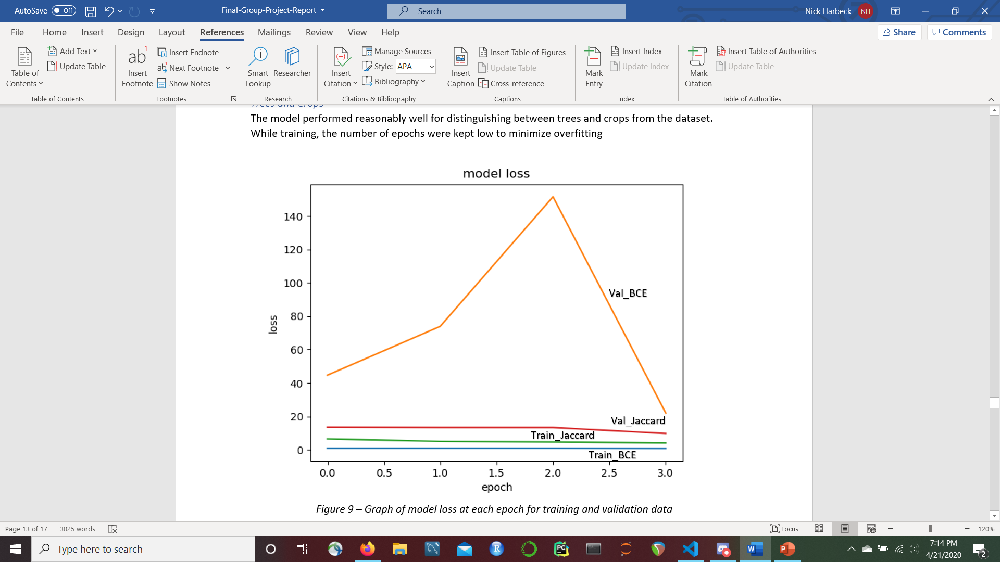 AutoSave Off Final-Group-Project-Report Search Nick Harbeck NH
File Home Insert Design Layout References Mailings Review View Help Share Comments
Table of Contents
Add Text
Update Table
Table of Contents
ab 1
Insert Footnote
Insert Endnote
Next Footnote
Show Notes
Footnotes
Smart Lookup
Researcher
Research
Insert Citation
Manage Sources
Style: APA
Bibliography
Citations & Bibliography
Insert Caption
Insert Table of Figures
Update Table
Cross-reference
Captions
Mark Entry
Insert Index
Update Index
Index
Mark Citation
Insert Table of Authorities
Update Table
Table of Authorities
Trees and Crops
The model performed reasonably well for distinguishing between trees and crops from the dataset.
While training, the number of epochs were kept low to minimize overfitting
model loss
140
120
100
80
60
40
20
0
loss
Val_BCE
Val_Jaccard
Train_Jaccard
Train_BCE
0.0 0.5 1.0 1.5 2.0 2.5 3.0
epoch
Figure 9 – Graph of model loss at each epoch for training and validation data
Page 13 of 17 3025 words Focus 120%
Type here to search
7:14 PM
4/21/2020
2